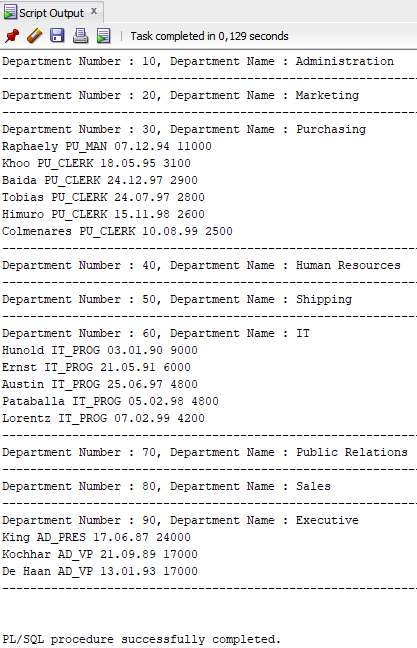 Script Output x
Task completed in 0,129 seconds
Department Number : 10, Department Name : Administration
--------------------------------------------------------------
Department Number : 20, Department Name : Marketing
--------------------------------------------------------------
Department Number : 30, Department Name : Purchasing
Raphaely PU_MAN 07.12.94 11000
Khoo PU_CLERK 18.05.95 3100
Baida PU_CLERK 24.12.97 2900
Tobias PU_CLERK 24.07.97 2800
Himuro PU_CLERK 15.11.98 2600
Colmenares PU_CLERK 10.08.99 2500
--------------------------------------------------------------
Department Number : 40, Department Name : Human Resources
--------------------------------------------------------------
Department Number : 50, Department Name : Shipping
--------------------------------------------------------------
Department Number : 60, Department Name : IT
Hunold IT_PROG 03.01.90 9000
Ernst IT_PROG 21.05.91 6000
Austin IT_PROG 25.06.97 4800
Pataballa IT_PROG 05.02.98 4800
Lorentz IT_PROG 07.02.99 4200
--------------------------------------------------------------
Department Number : 70, Department Name : Public Relations
--------------------------------------------------------------
Department Number : 80, Department Name : Sales
--------------------------------------------------------------
Department Number : 90, Department Name : Executive
King AD_PRES 17.06.87 24000
Kochhar AD_VP 21.09.89 17000
De Haan AD_VP 13.01.93 17000
--------------------------------------------------------------
PL/SQL procedure successfully completed.